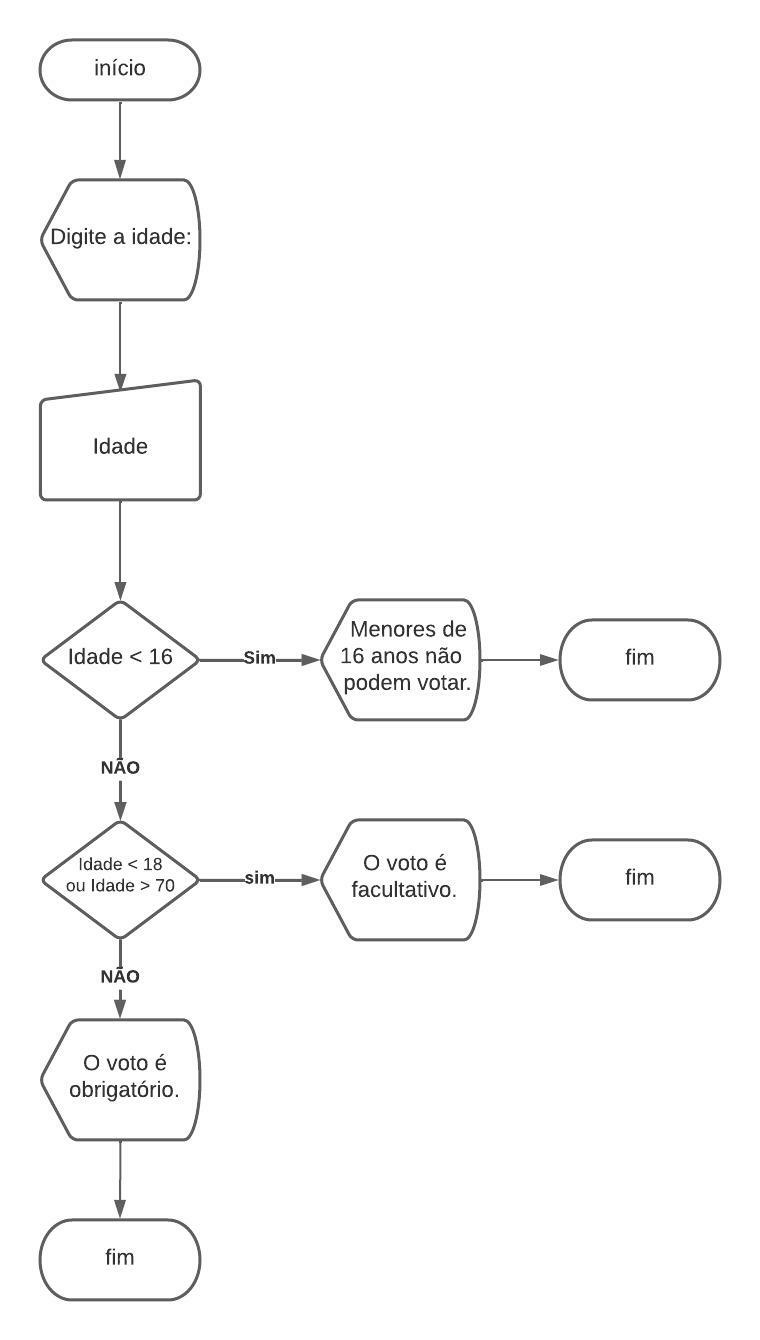 início
Digite a idade:
Idade
Idade < 16
Sim
Menores de
16 anos não
podem votar.
fim
NÃO
Idade < 18
ou Idade > 70
sim
O voto é
facultativo.
fim
NÃO
O voto é
obrigatório.
fim